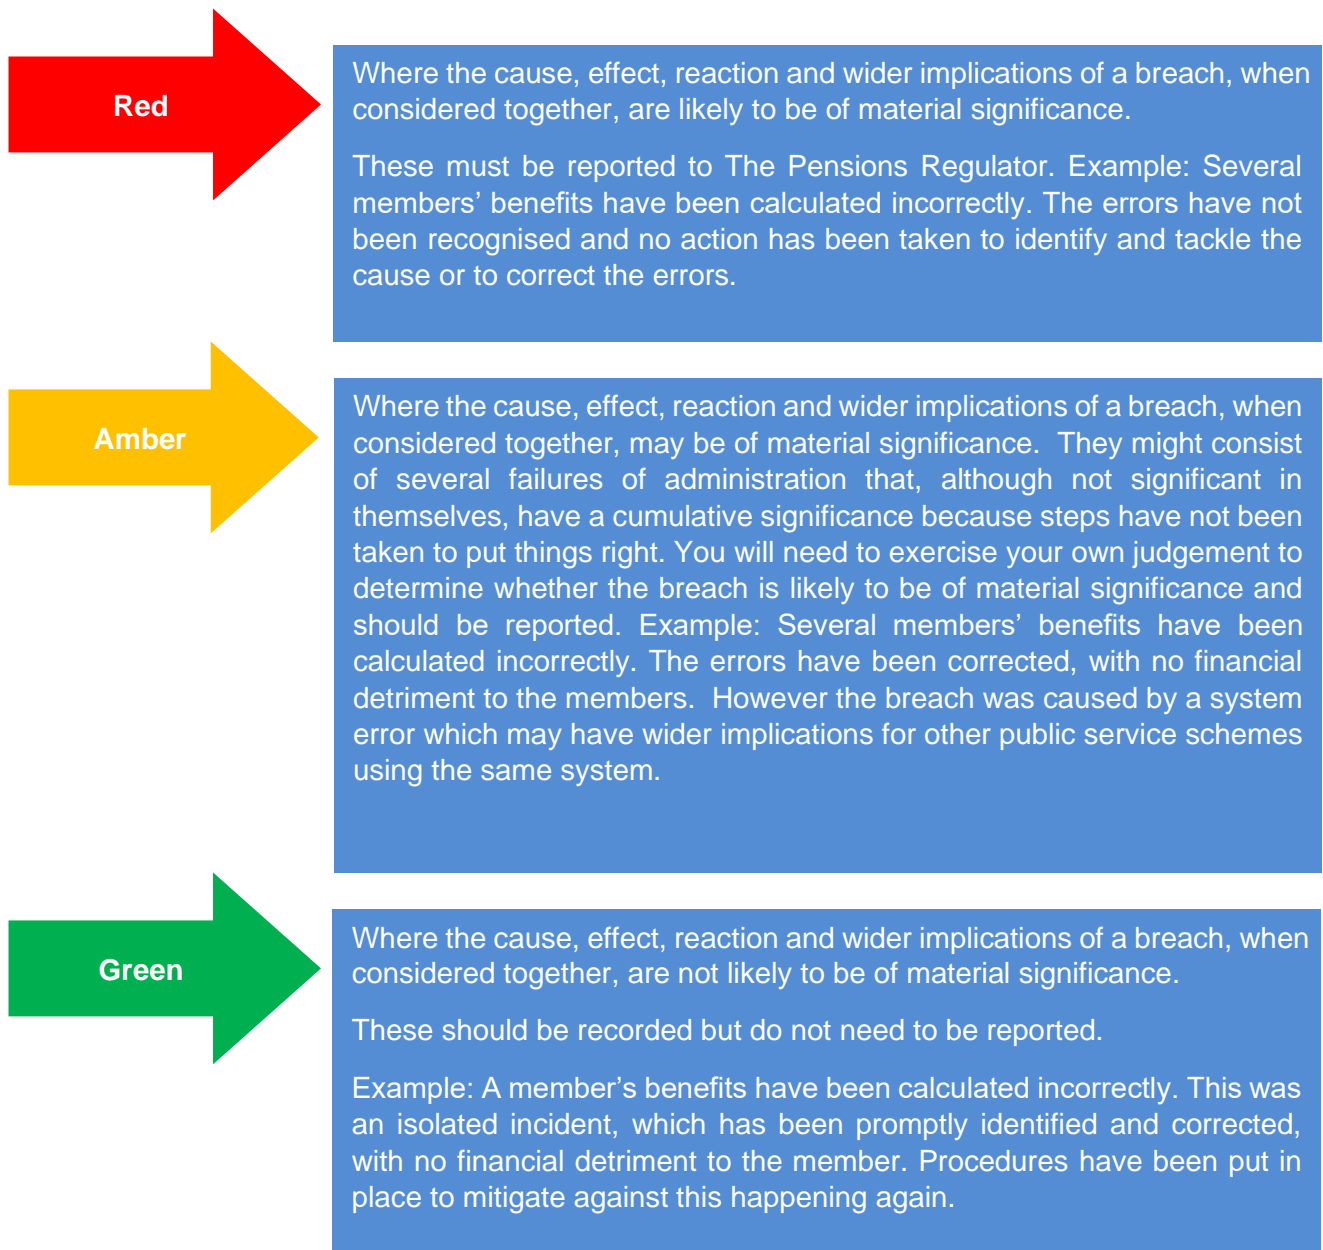 Red
Where the cause, effect, reaction and wider implications of a breach, when
considered together, are likely to be of material significance.
These must be reported to The Pensions Regulator. Example: Several
members’ benefits have been calculated incorrectly. The errors have not
been recognised and no action has been taken to identify and tackle the
cause or to correct the errors.
Amber
Where the cause, effect, reaction and wider implications of a breach, when
considered together, may be of material significance.  They might consist
of several failures of administration that, although not significant in
themselves, have a cumulative significance because steps have not been
taken to put things right. You will need to exercise your own judgement to
determine whether the breach is likely to be of material significance and
should be reported. Example: Several members’ benefits have been
calculated incorrectly. The errors have been corrected, with no financial
detriment to the members.  However the breach was caused by a system
error which may have wider implications for other public service schemes
using the same system.
Green
Where the cause, effect, reaction and wider implications of a breach, when
considered together, are not likely to be of material significance.
These should be recorded but do not need to be reported.
Example: A member’s benefits have been calculated incorrectly. This was
an isolated incident, which has been promptly identified and corrected,
with no financial detriment to the member. Procedures have been put in
place to mitigate against this happening again.